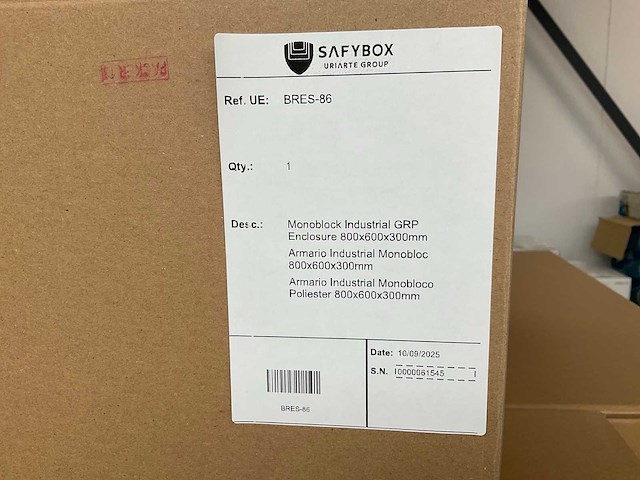 SAFYBOX
URIARTE GROUP
Ref. UE: BRES-86
Qty.: 1
Desc.: Monoblock Industrial GRP
Enclosure 800x600x300mm
Armario Industrial Monobloc
800x600x300mm
Armario Industrial Monobloco
Poliester 800x600x300mm
Date: 10/09/2025
S.N. I0000061545
BRES-86